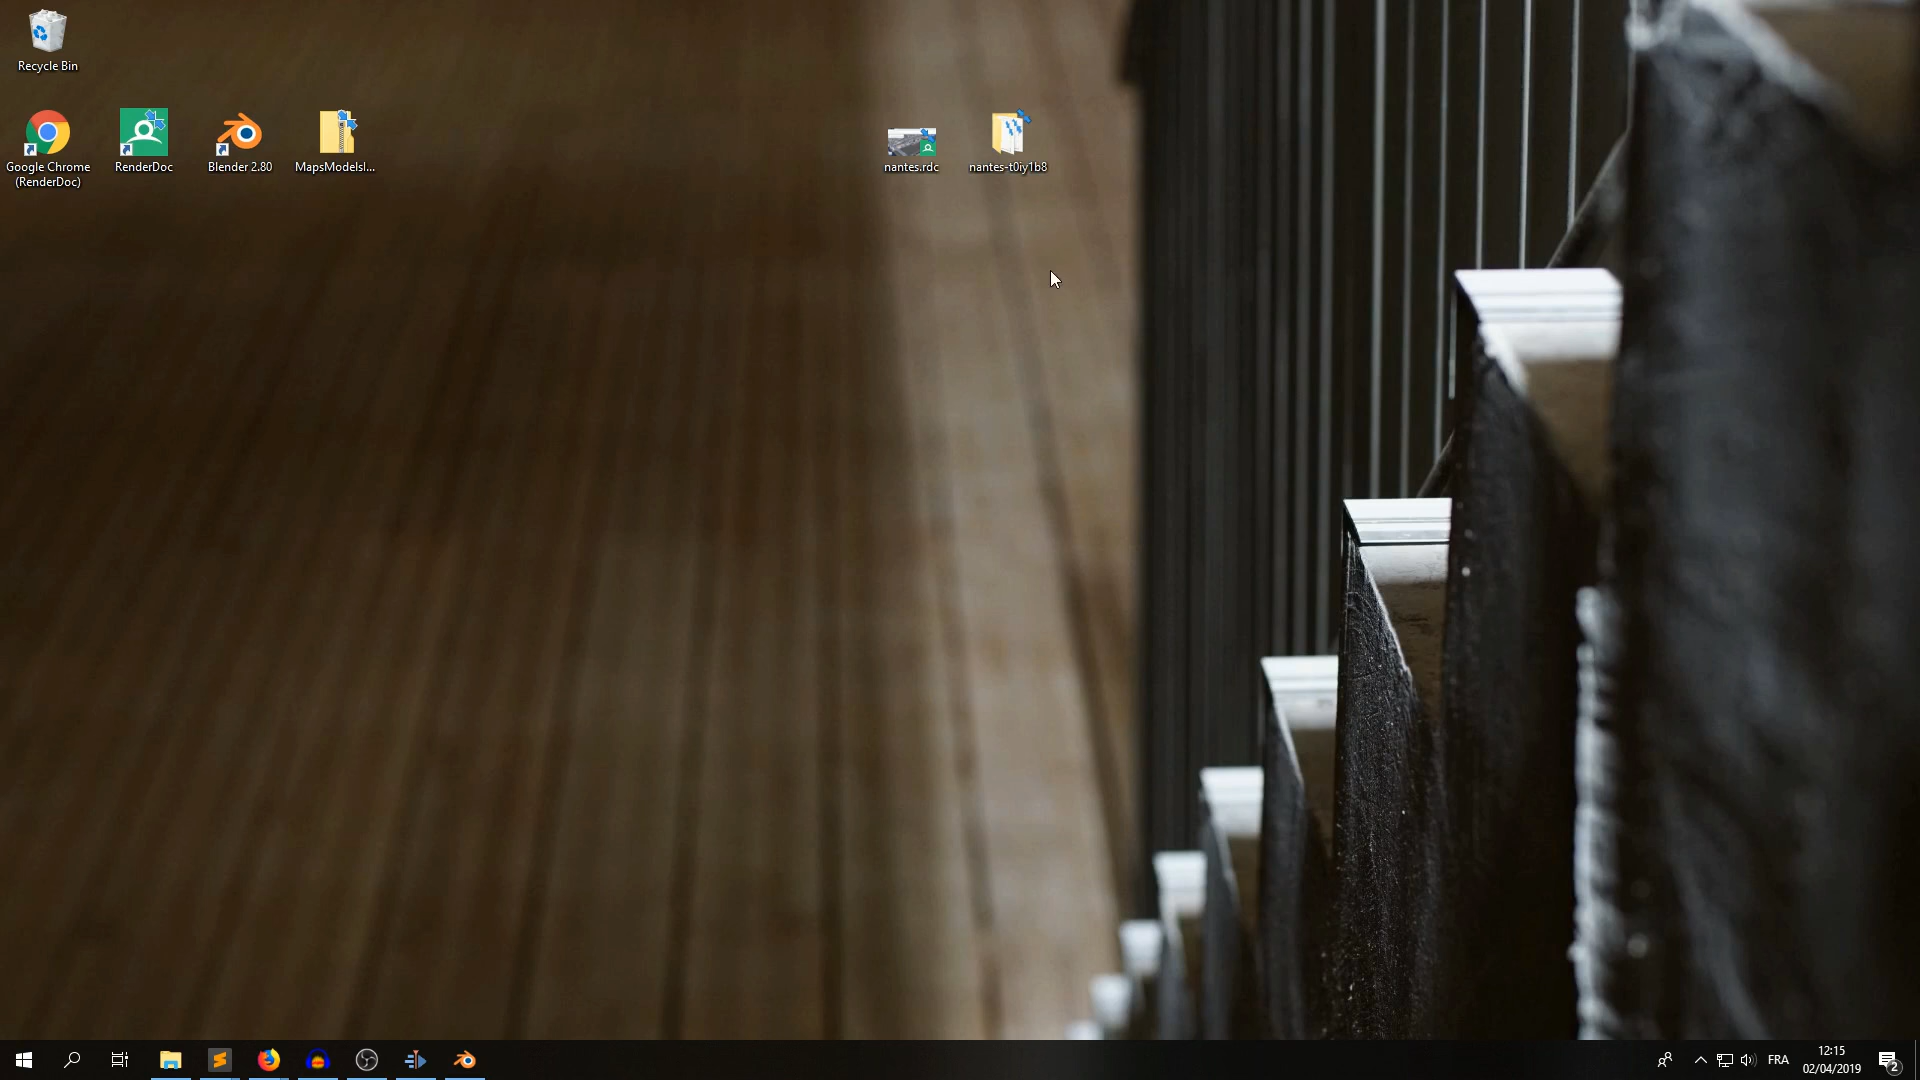 Recycle Bin
Google Chrome
(RenderDoc)
RenderDoc
Blender 2.80
MapsModelsI...
nantes.rdc
nantes-t0iy1b8
FRA
12:15
02/04/2019
2